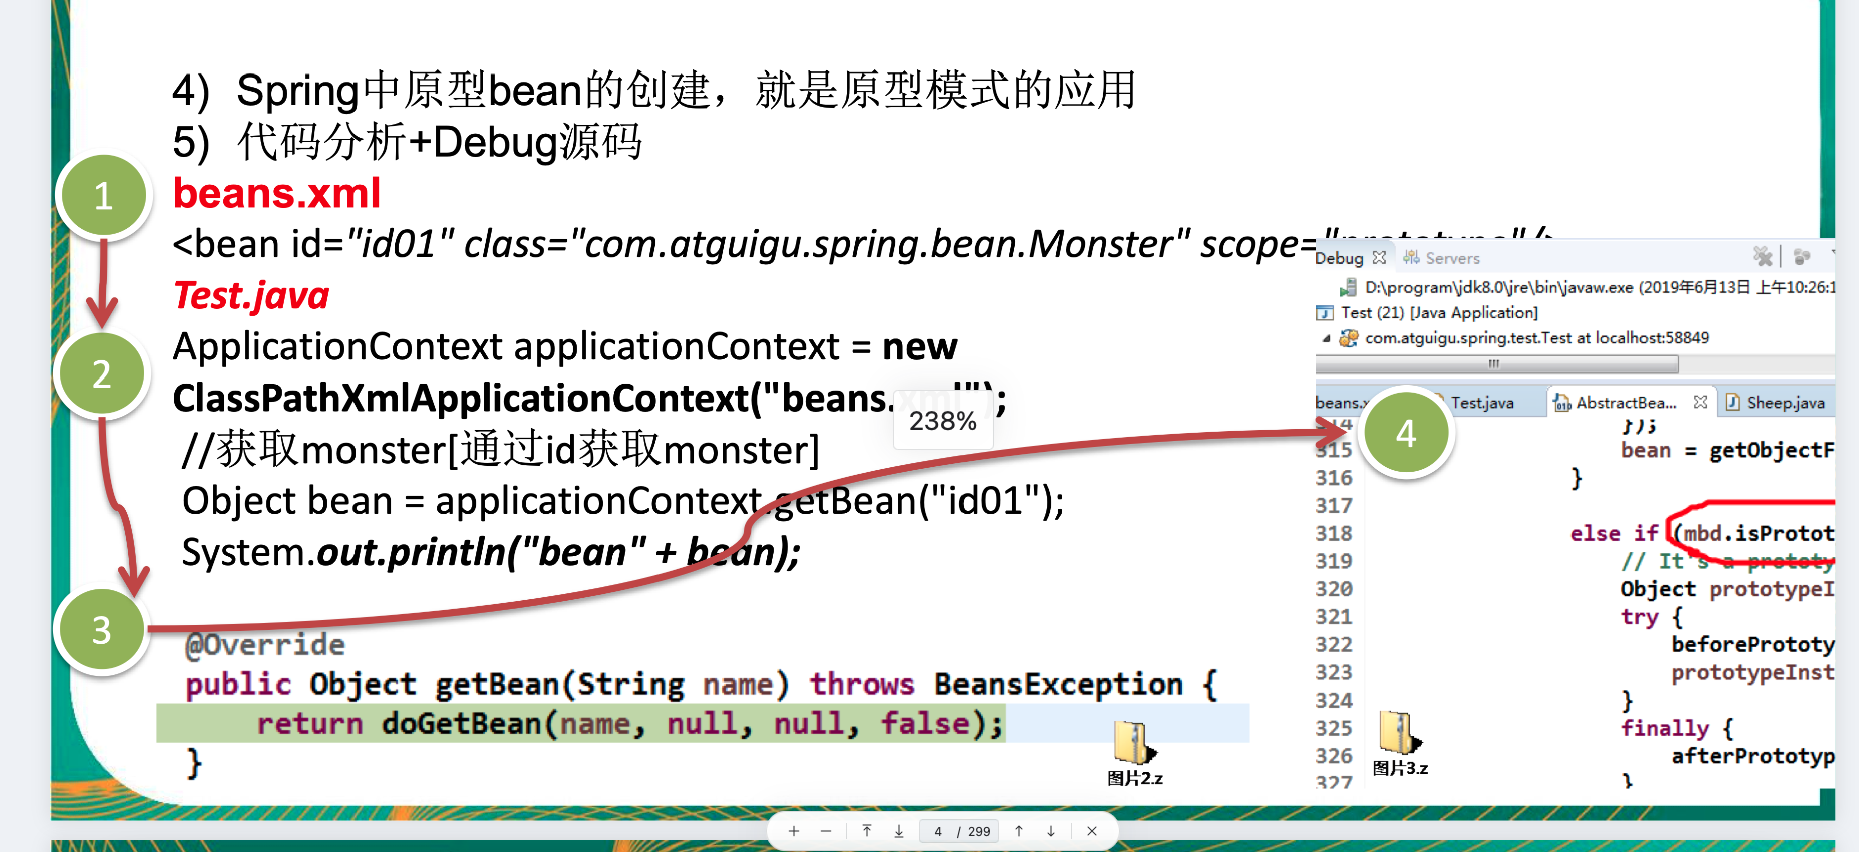 4) Spring中原型bean的创建，就是原型模式的应用
5) 代码分析+Debug源码
1
beans.xml
<bean id="id01" class="com.atguigu.spring.bean.Monster" scope="prototype"/>
Test.java
2
ApplicationContext applicationContext = new
ClassPathXmlApplicationContext("beans.xml");
238%
//获取monster[通过id获取monster]
Object bean = applicationContext.getBean("id01");
System.out.println("bean" + bean);
3
@Override
public Object getBean(String name) throws BeansException {
return doGetBean(name, null, null, false);
}
图片2.z
Debug Servers
D:\program\jdk8.0\jre\bin\javaw.exe (2019年6月13日 上午10:26:1
Test (21) [Java Application]
com.atguigu.spring.test.Test at localhost:58849
beans.x Test.java AbstractBea... Sheep.java
4
314 });
315 bean = getObjectF
316 }
317
318 else if (mbd.isProtot
319 // It's a prototy
320 Object prototypeI
321 try {
322 beforePrototy
323 prototypeInst
324 }
325 finally {
326 afterPrototyp
327 }
图片3.z
4 / 299